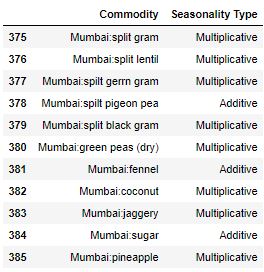 Commodity Seasonality Type
375 Mumbai:split gram Multiplicative
376 Mumbai:split lentil Multiplicative
377 Mumbai:spilt gerrn gram Multiplicative
378 Mumbai:spilt pigeon pea Additive
379 Mumbai:split black gram Multiplicative
380 Mumbai:green peas (dry) Multiplicative
381 Mumbai:fennel Additive
382 Mumbai:coconut Multiplicative
383 Mumbai:jaggery Multiplicative
384 Mumbai:sugar Additive
385 Mumbai:pineapple Multiplicative